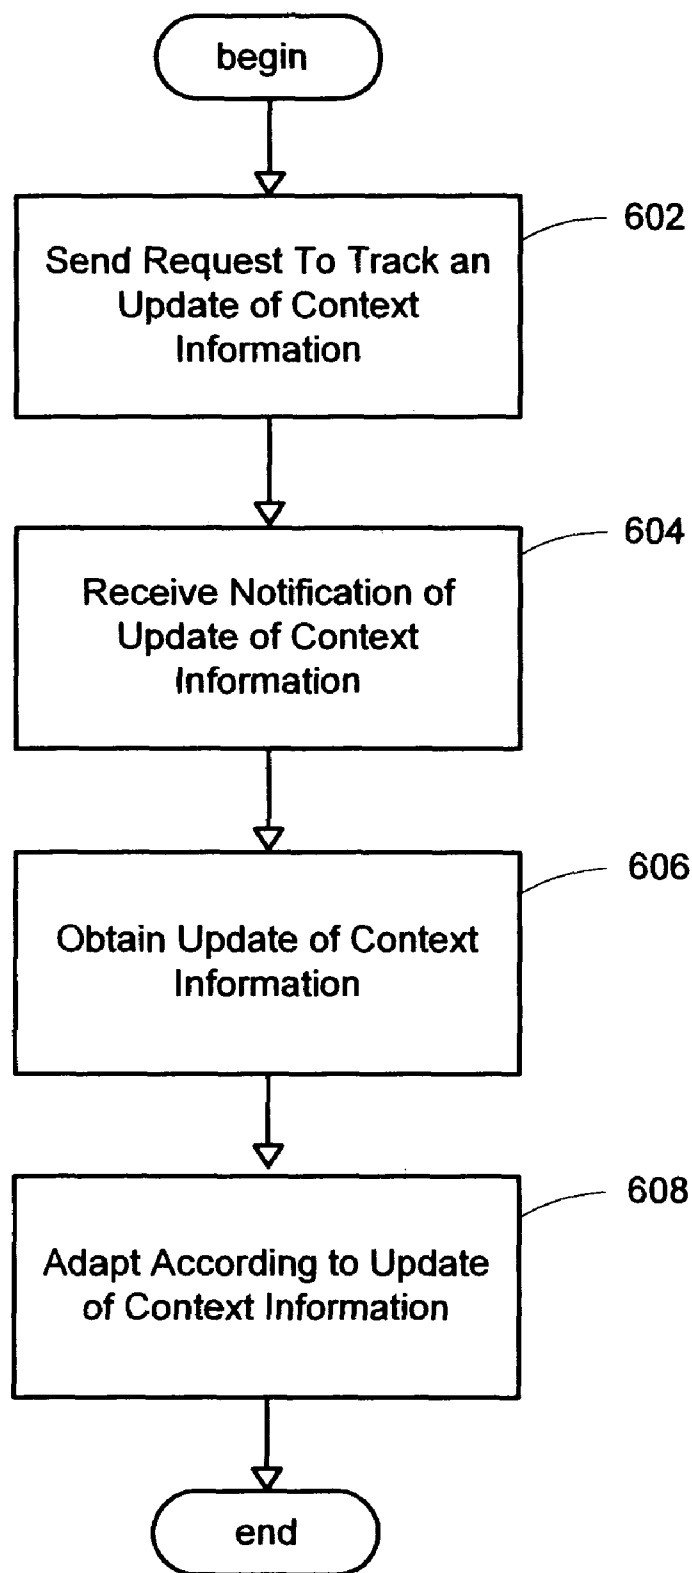 begin
602
Send Request To Track an
Update of Context
Information
604
Receive Notification of
Update of Context
Information
606
Obtain Update of Context
Information
608
Adapt According to Update
of Context Information
end